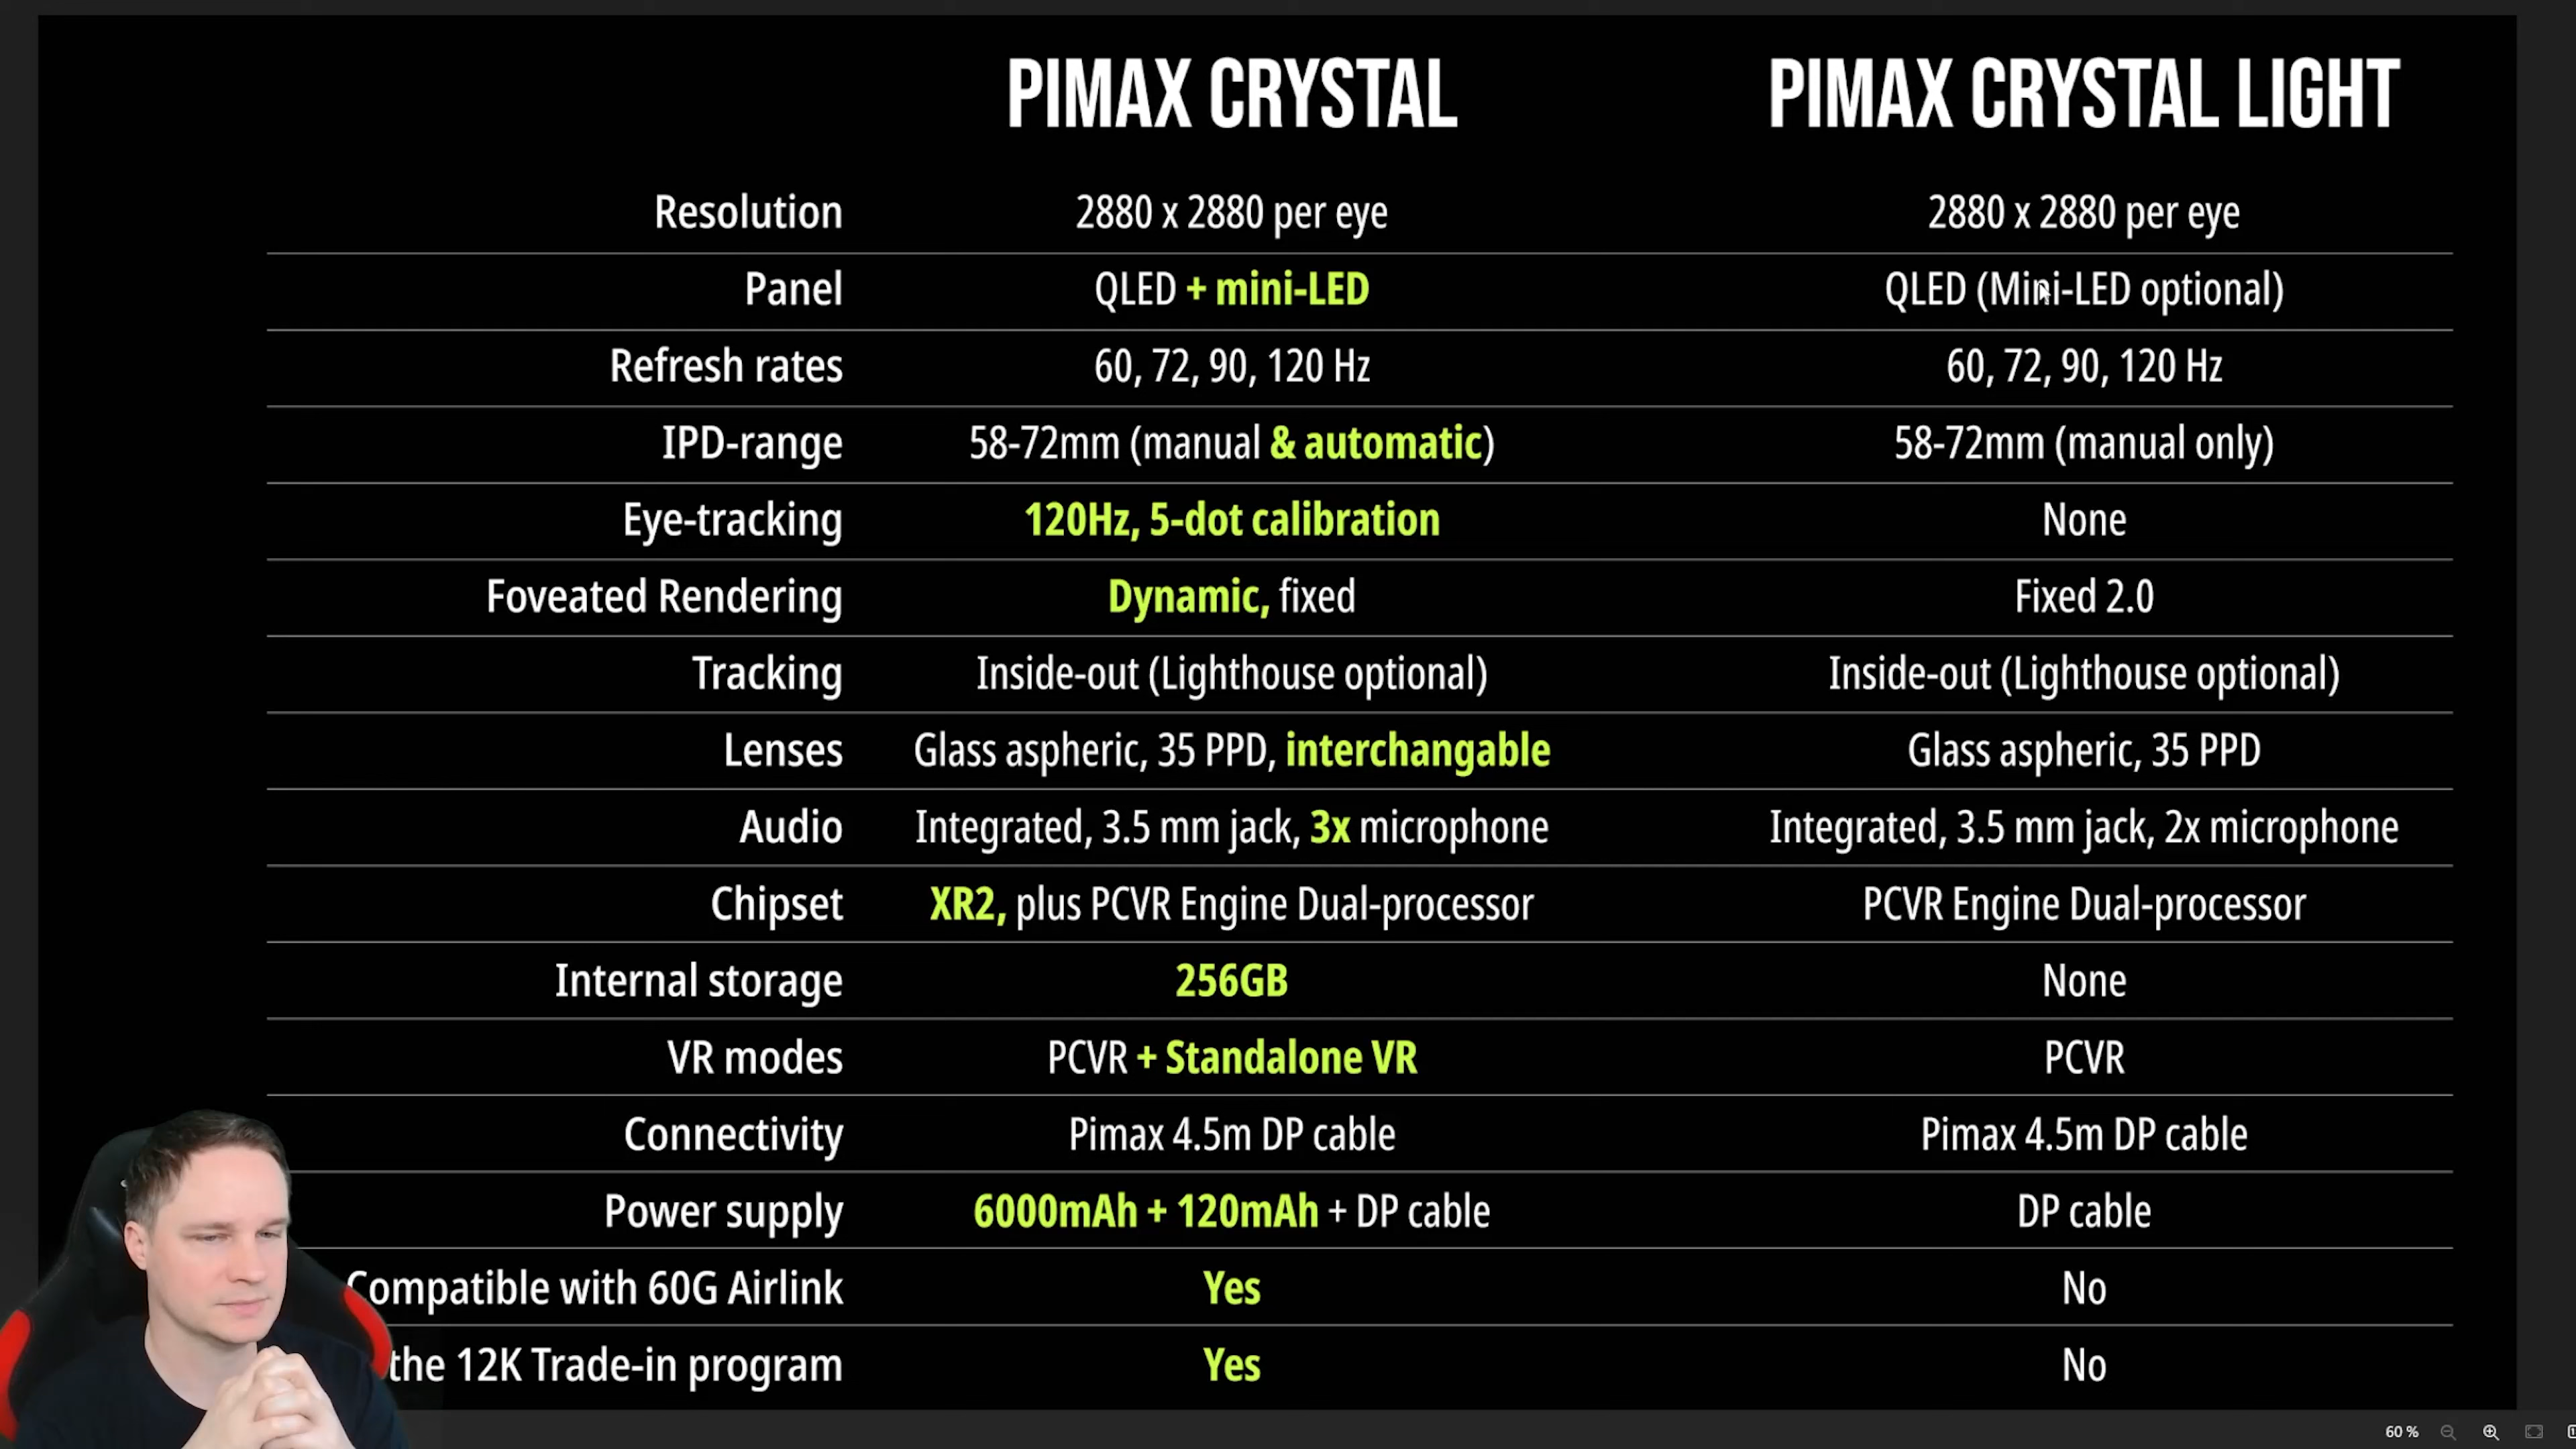 PIMAX CRYSTAL PIMAX CRYSTAL LIGHT
Resolution 2880 x 2880 per eye 2880 x 2880 per eye
Panel QLED + mini-LED QLED (Mini-LED optional)
Refresh rates 60, 72, 90, 120 Hz 60, 72, 90, 120 Hz
IPD-range 58-72mm (manual & automatic) 58-72mm (manual only)
Eye-tracking 120Hz, 5-dot calibration None
Foveated Rendering Dynamic, fixed Fixed 2.0
Tracking Inside-out (Lighthouse optional) Inside-out (Lighthouse optional)
Lenses Glass aspheric, 35 PPD, interchangable Glass aspheric, 35 PPD
Audio Integrated, 3.5 mm jack, 3x microphone Integrated, 3.5 mm jack, 2x microphone
Chipset XR2, plus PCVR Engine Dual-processor PCVR Engine Dual-processor
Internal storage 256GB None
VR modes PCVR + Standalone VR PCVR
Connectivity Pimax 4.5m DP cable Pimax 4.5m DP cable
Power supply 6000mAh + 120mAh + DP cable DP cable
Compatible with 60G Airlink Yes No
the 12K Trade-in program Yes No
60 %